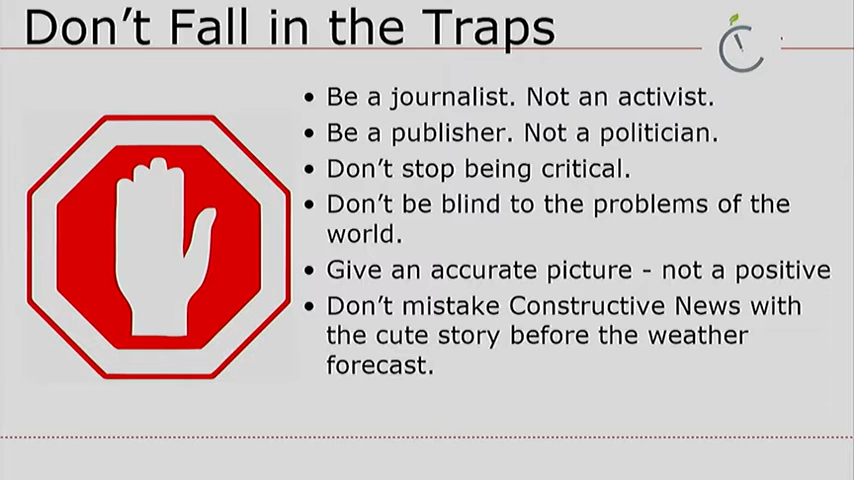 Don't Fall in the Traps
• Be a journalist. Not an activist.
• Be a publisher. Not a politician.
• Don't stop being critical.
• Don't be blind to the problems of the
world.
• Give an accurate picture - not a positive
• Don't mistake Constructive News with
the cute story before the weather
forecast.